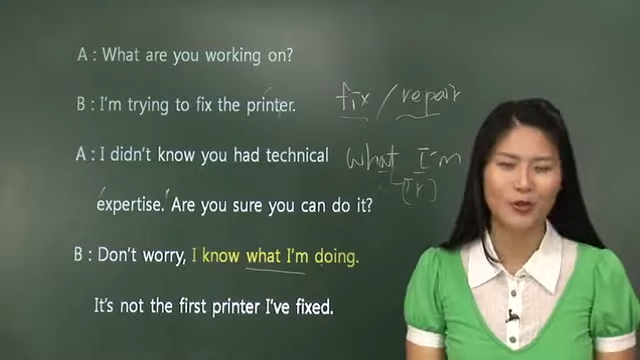 A : What are you working on?
B : I'm trying to fix the printer.
fix / repair
A : I didn't know you had technical
what I'm
expertise. Are you sure you can do it?
B : Don't worry, I know what I'm doing.
It's not the first printer I've fixed.